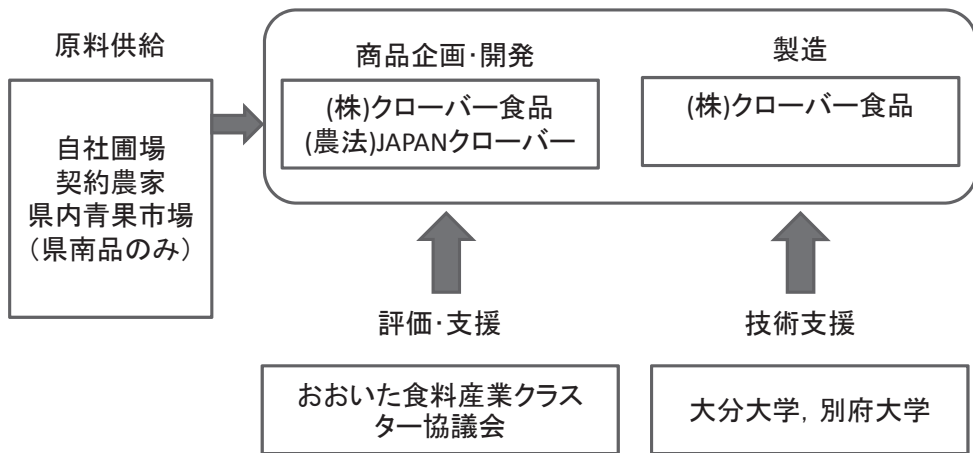 原料供給
自社圃場
契約農家
県内青果市場
（県南品のみ）
商品企画･開発
(株)クローバー食品
(農法)JAPANクローバー
製造
(株)クローバー食品
評価･支援
おおいた食料産業クラス
ター協議会
技術支援
大分大学，別府大学